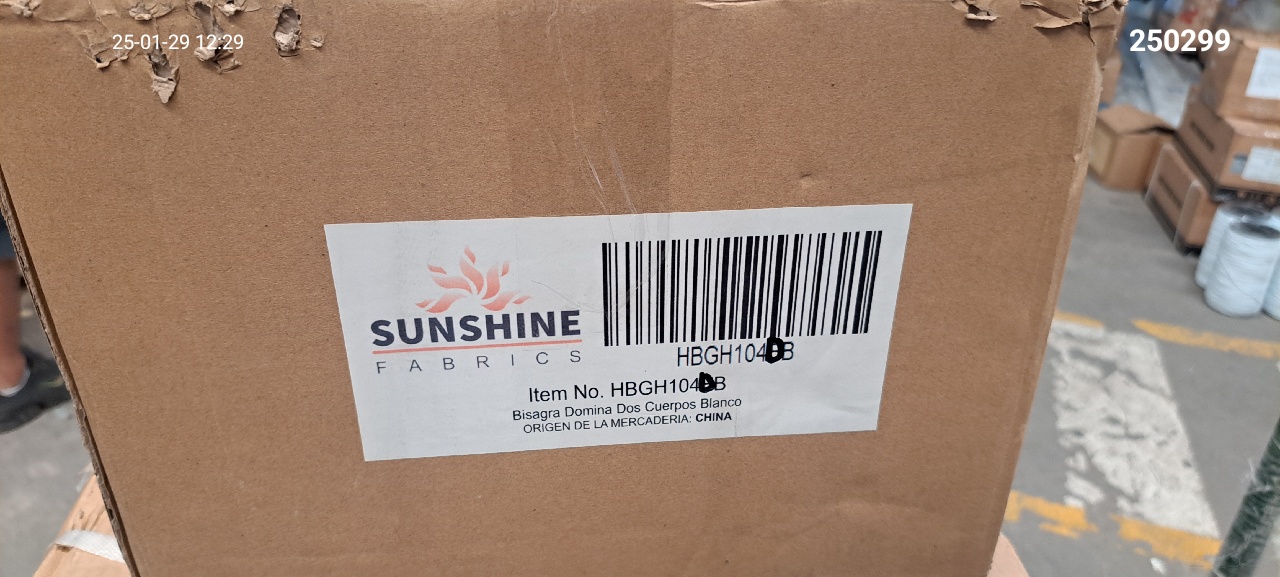 25-01-29 12:29
250299
SUNSHINE
FABRICS
HBGH104DB
Item No. HBGH104DB
Bisagra Domina Dos Cuerpos Blanco
ORIGEN DE LA MERCADERIA: CHINA